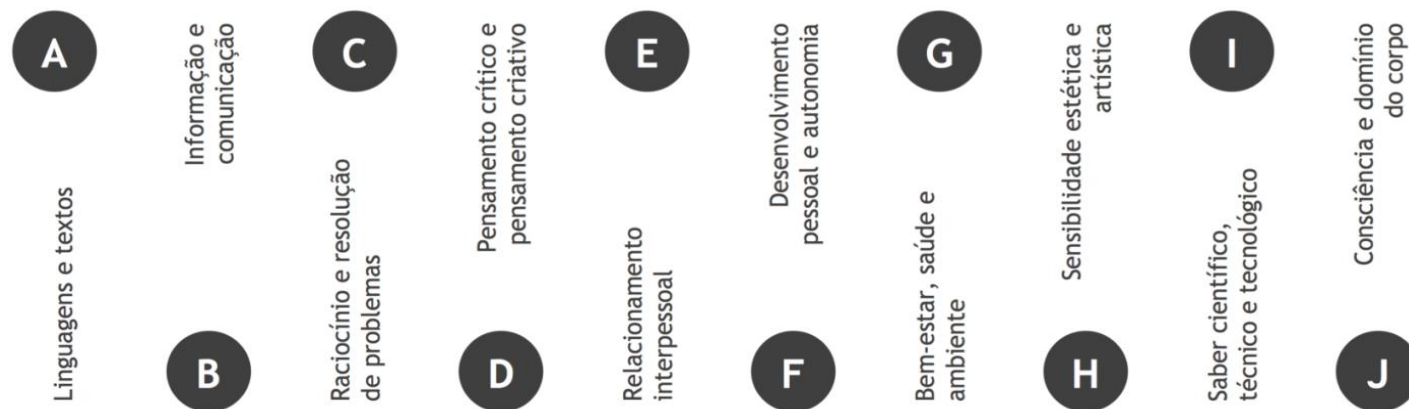 A
Linguagens e textos
Informação e
comunicação
B
C
Raciocínio e resolução
de problemas
Pensamento crítico e
pensamento criativo
D
E
Relacionamento
interpessoal
Desenvolvimento
pessoal e autonomia
F
G
Bem-estar, saúde e
ambiente
Sensibilidade estética e
artística
H
I
Saber científico,
técnico e tecnológico
Consciência e domínio
do corpo
J